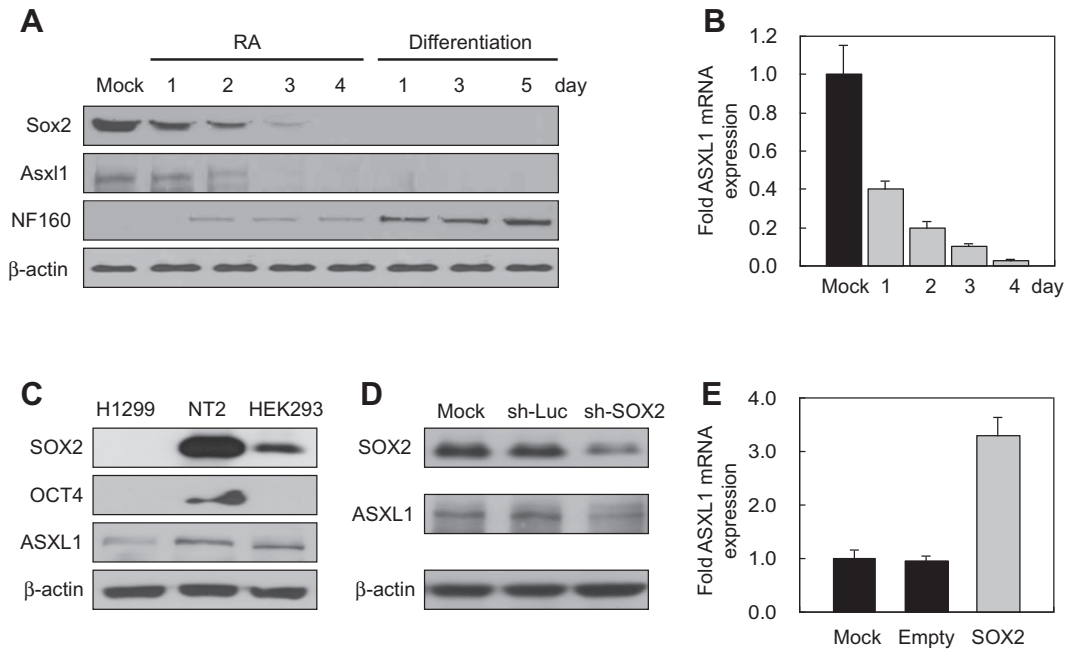 A
RA
Differentiation
Mock 1 2 3 4 1 3 5 day
Sox2
Asxl1
NF160
β-actin
B
Fold ASXL1 mRNA
expression
1.2
1.0
0.8
0.6
0.4
0.2
0.0
Mock 1 2 3 4 day
C
H1299 NT2 HEK293
SOX2
OCT4
ASXL1
β-actin
D
Mock sh-Luc sh-SOX2
SOX2
ASXL1
β-actin
E
Fold ASXL1 mRNA
expression
4.0
3.0
2.0
1.0
0.0
Mock Empty SOX2